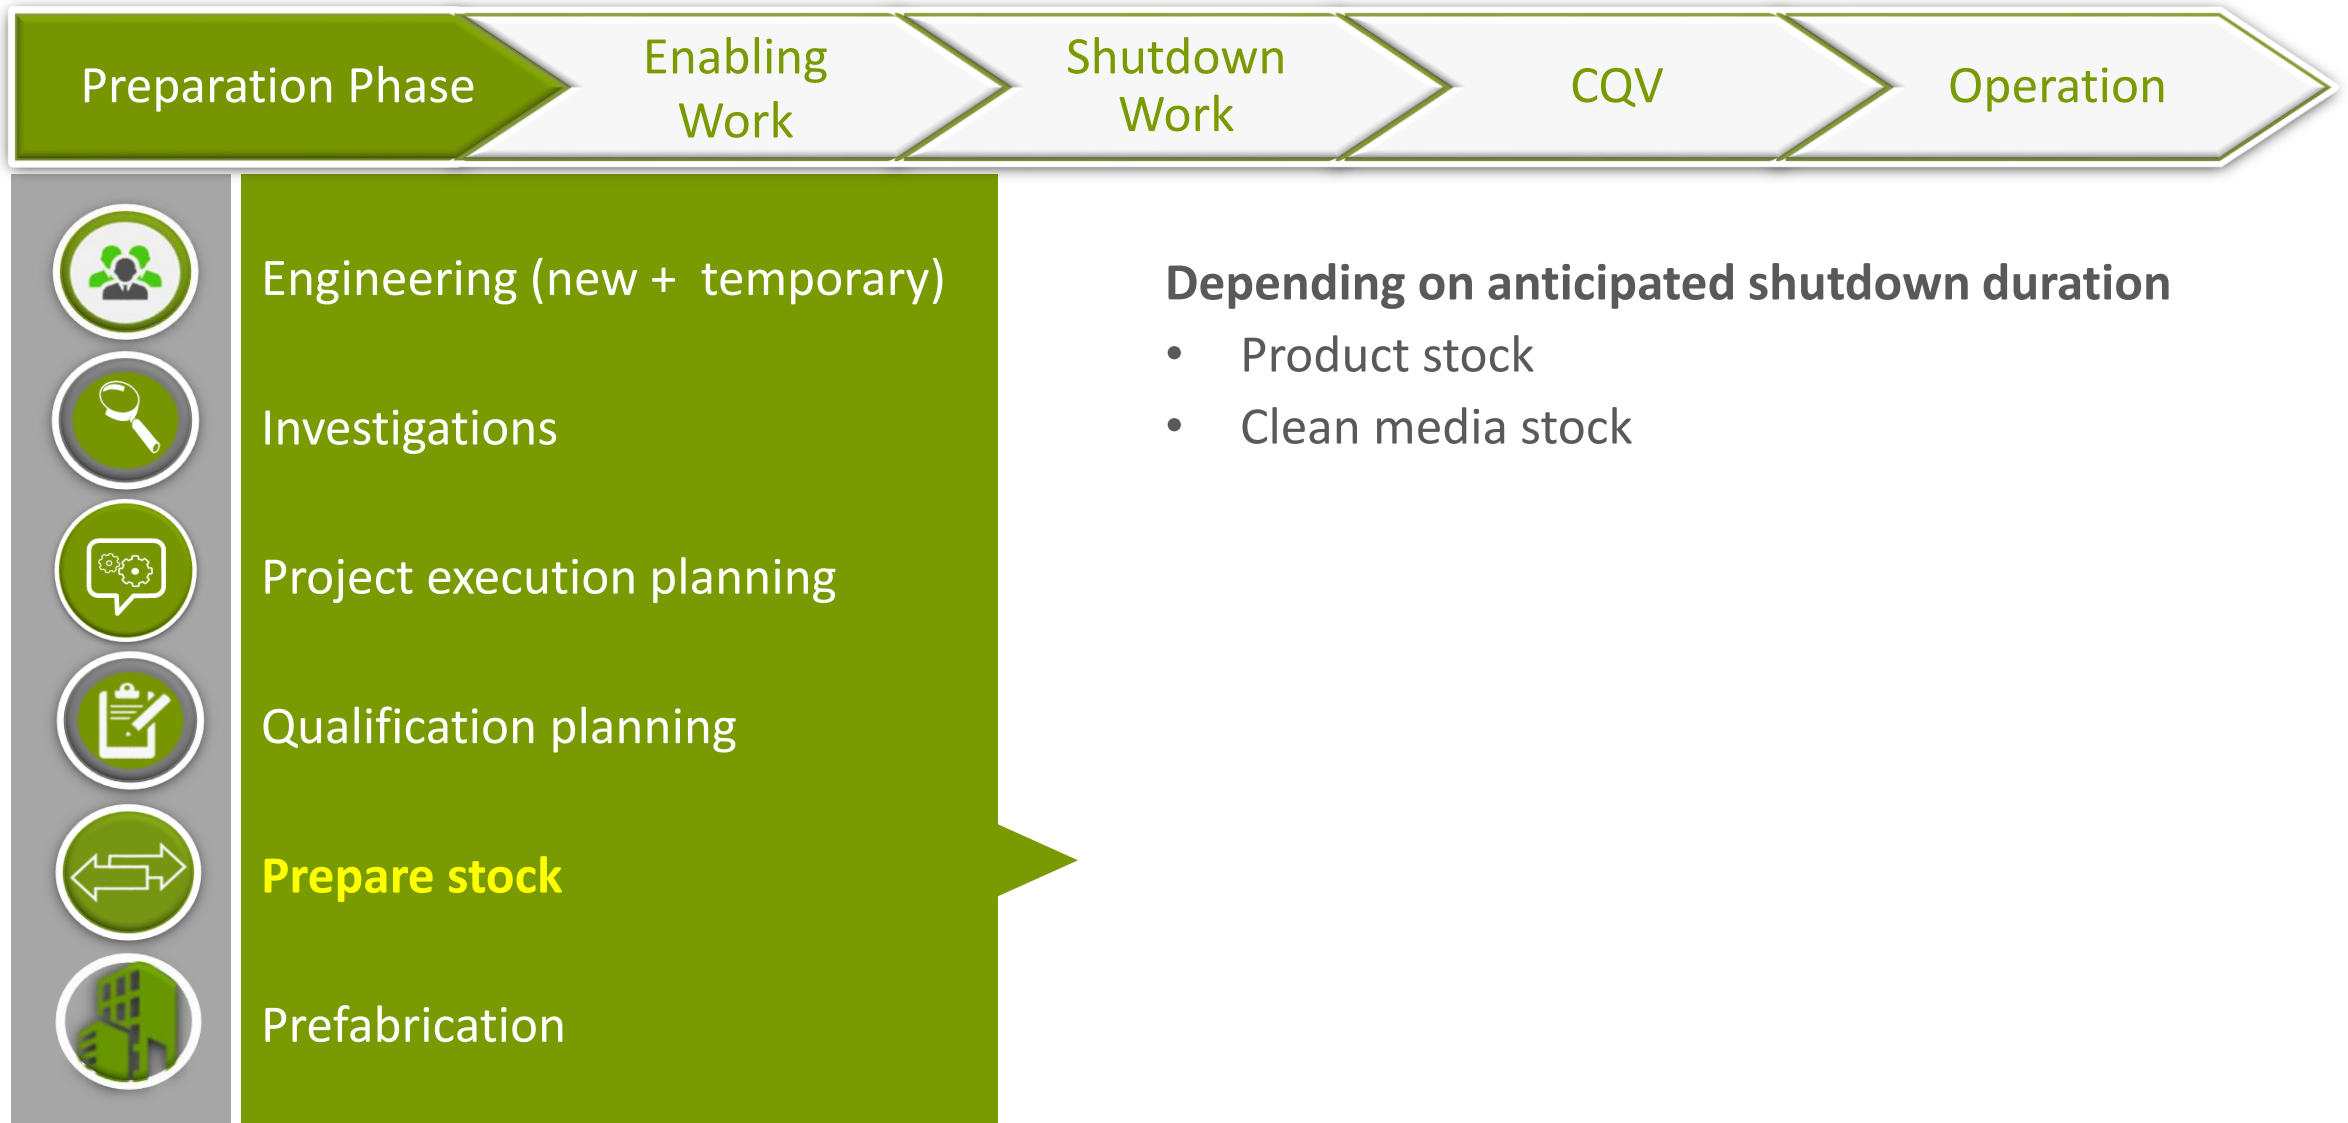 Preparation Phase
Enabling
Work
Shutdown
Work
CQV
Operation
Engineering (new +  temporary)
Investigations
Project execution planning
Qualification planning
Prepare stock
Prefabrication
Depending on anticipated shutdown duration
• Product stock
• Clean media stock